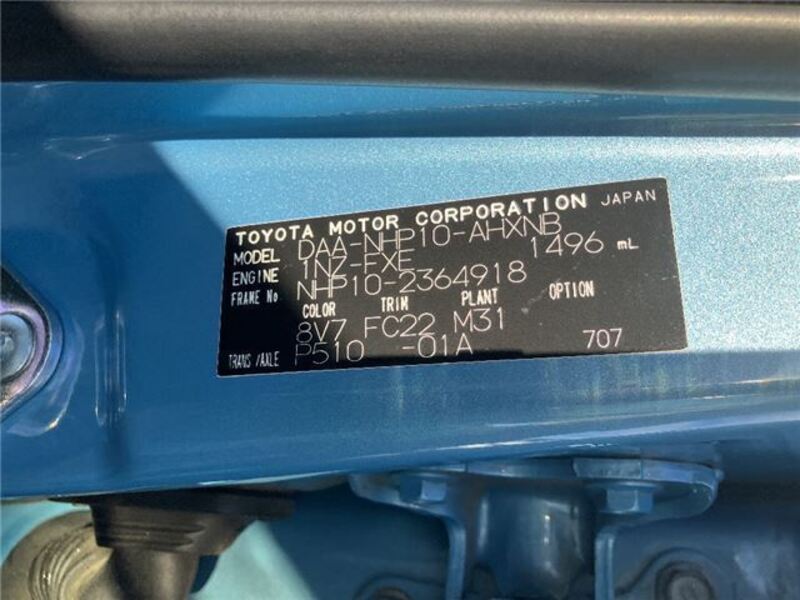 TOYOTA MOTOR CORPORATION JAPAN
MODEL DAA-NHP10-AHXNB
ENGINE 1NZ-FXE 1496 mL
FRAME No NHP10-2364918
COLOR TRIM PLANT OPTION
8V7 FC22 M31
TRANS/AXLE P510 -01A 707